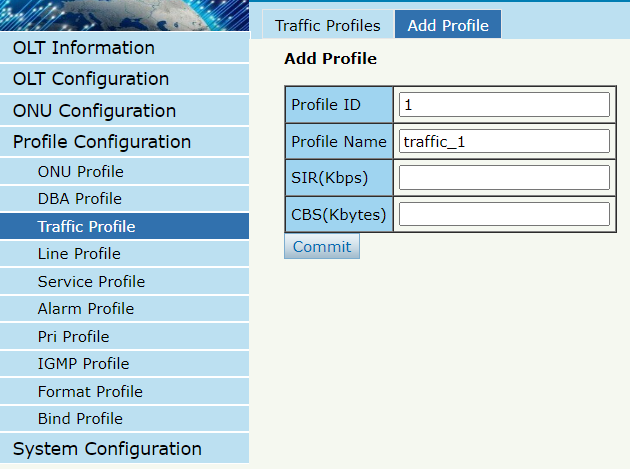 Traffic Profiles
Add Profile
OLT Information
OLT Configuration
ONU Configuration
Profile Configuration
ONU Profile
DBA Profile
Traffic Profile
Line Profile
Service Profile
Alarm Profile
Pri Profile
IGMP Profile
Format Profile
Bind Profile
System Configuration
Add Profile
Profile ID 1
Profile Name traffic_1
SIR(Kbps)
CBS(Kbytes)
Commit